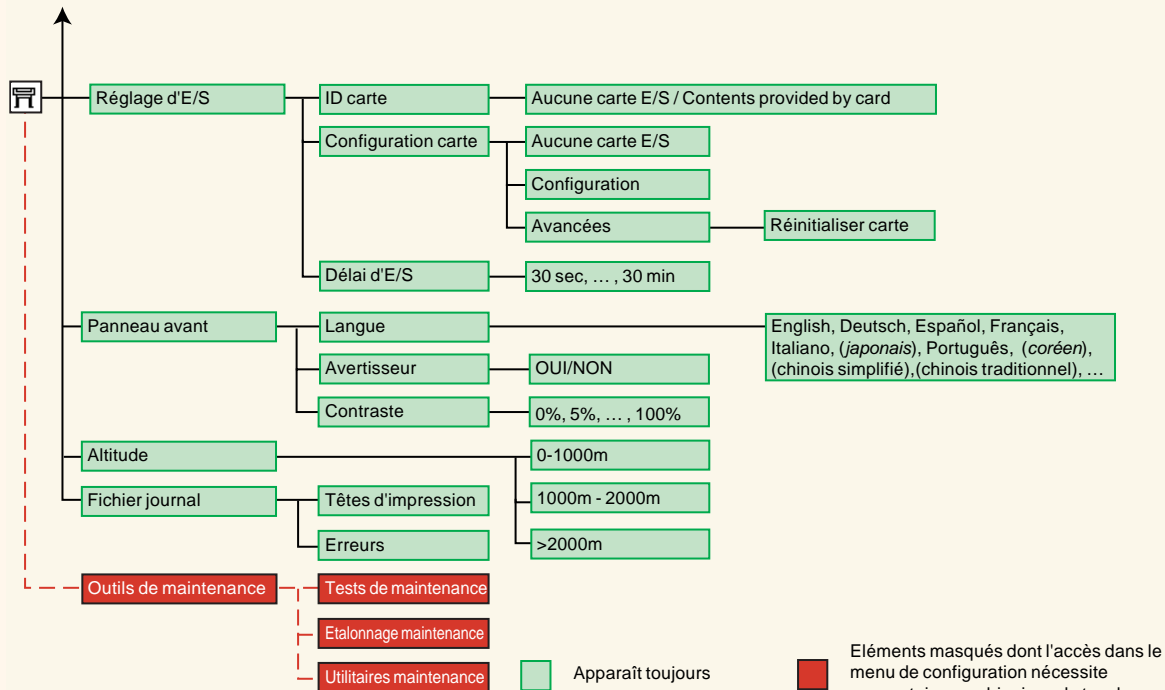 Réglage d'E/S
ID carte
Aucune carte E/S / Contents provided by card
Configuration carte
Aucune carte E/S
Configuration
Avancées
Réinitialiser carte
Délai d'E/S
30 sec, ... , 30 min
Panneau avant
Langue
English, Deutsch, Español, Français,
Italiano, (japonais), Português, (coréen),
(chinois simplifié),(chinois traditionnel), ...
Avertisseur
OUI/NON
Contraste
0%, 5%, ... , 100%
Altitude
0-1000m
1000m - 2000m
>2000m
Fichier journal
Têtes d'impression
Erreurs
Outils de maintenance
Tests de maintenance
Etalonnage maintenance
Utilitaires maintenance
Apparaît toujours
Eléments masqués dont l'accès dans le
menu de configuration nécessite